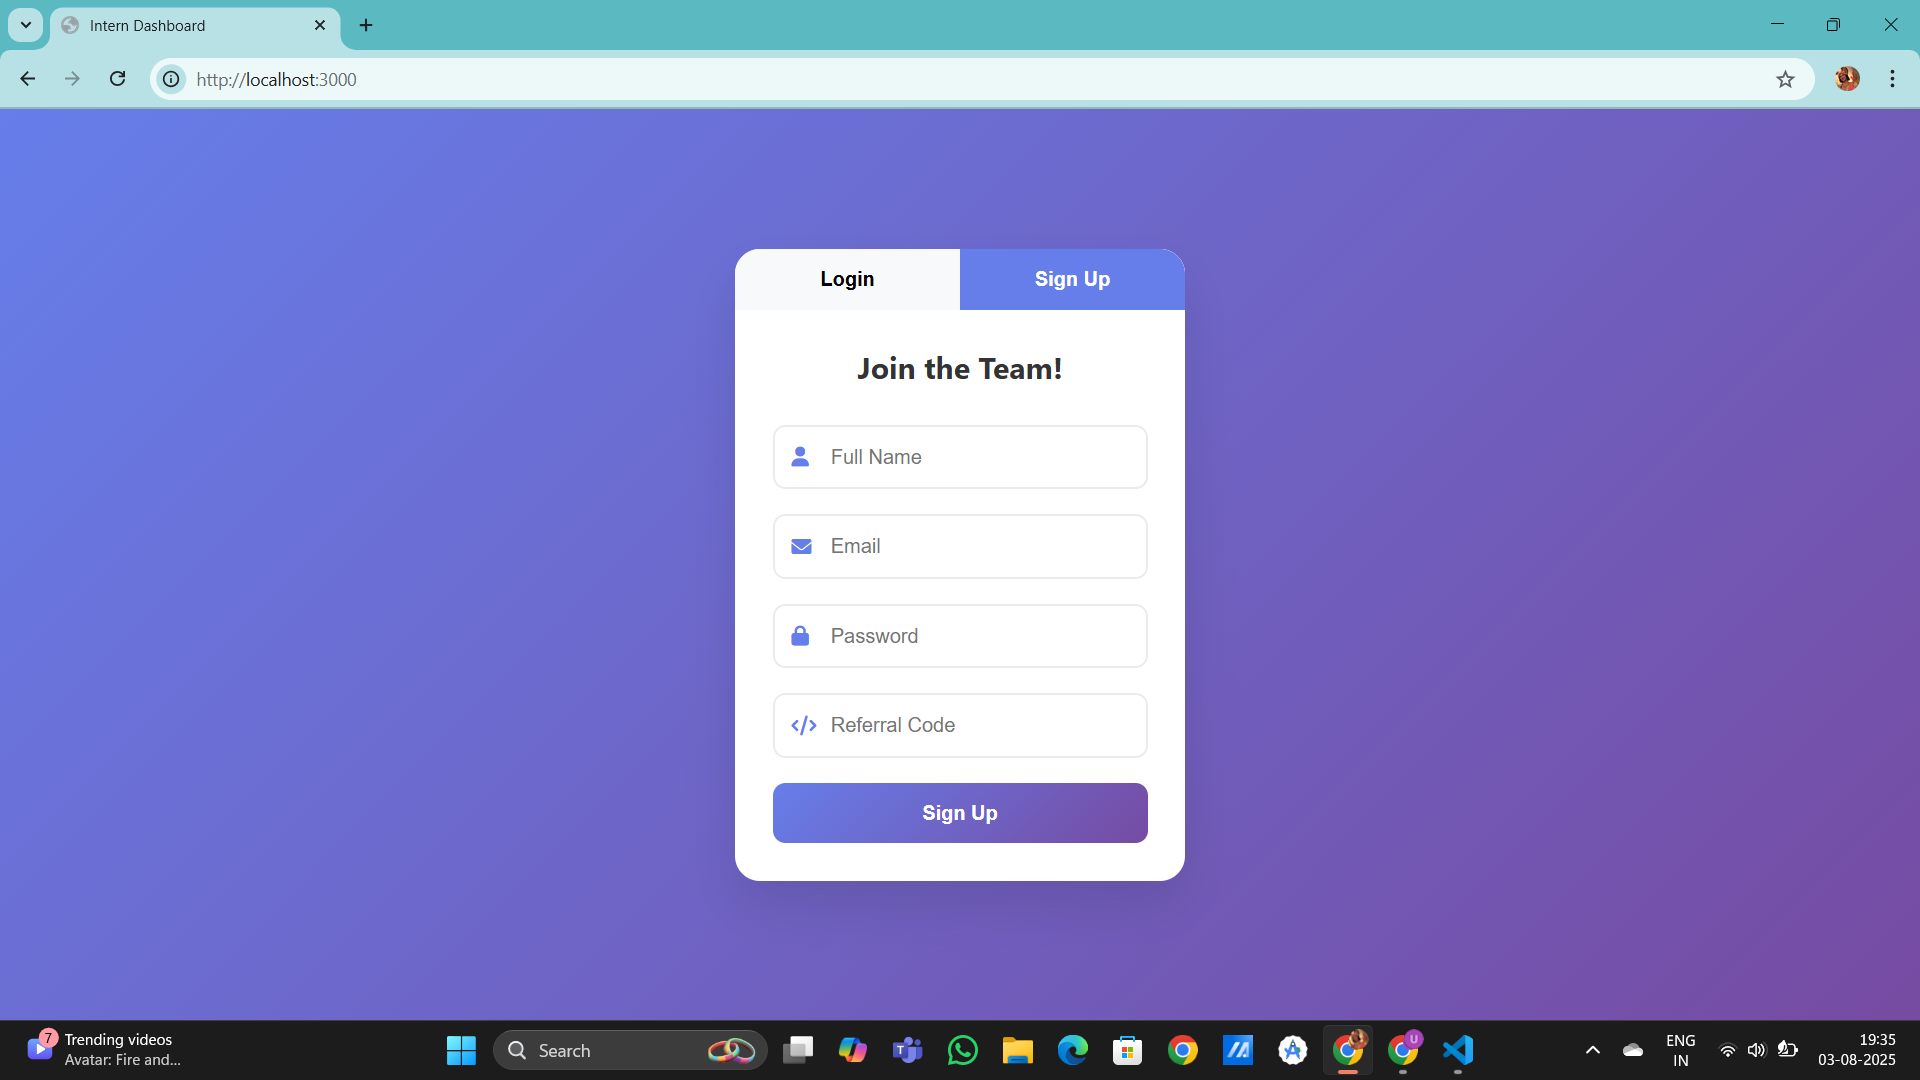 Intern Dashboard
http://localhost:3000
Login
Sign Up
Join the Team!
Full Name
Email
Password
Referral Code
Sign Up
7
Trending videos
Avatar: Fire and...
Search
T
U
ENG
IN
19:35
03-08-2025